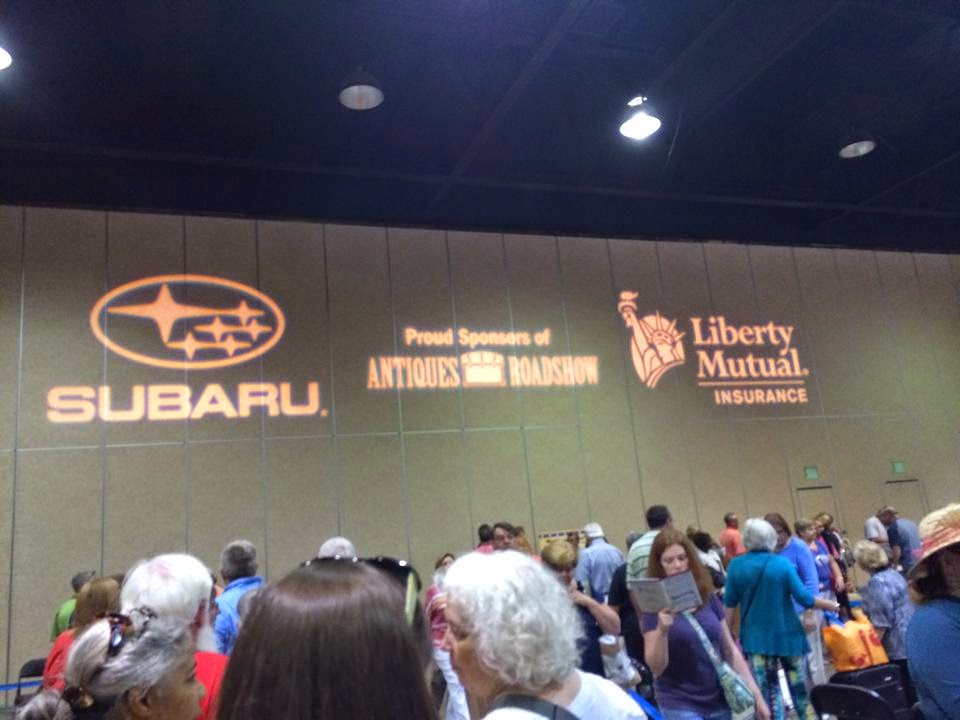 SUBARU.
Proud Sponsors of
ANTIQUES ROADSHOW
Liberty
Mutual.
INSURANCE